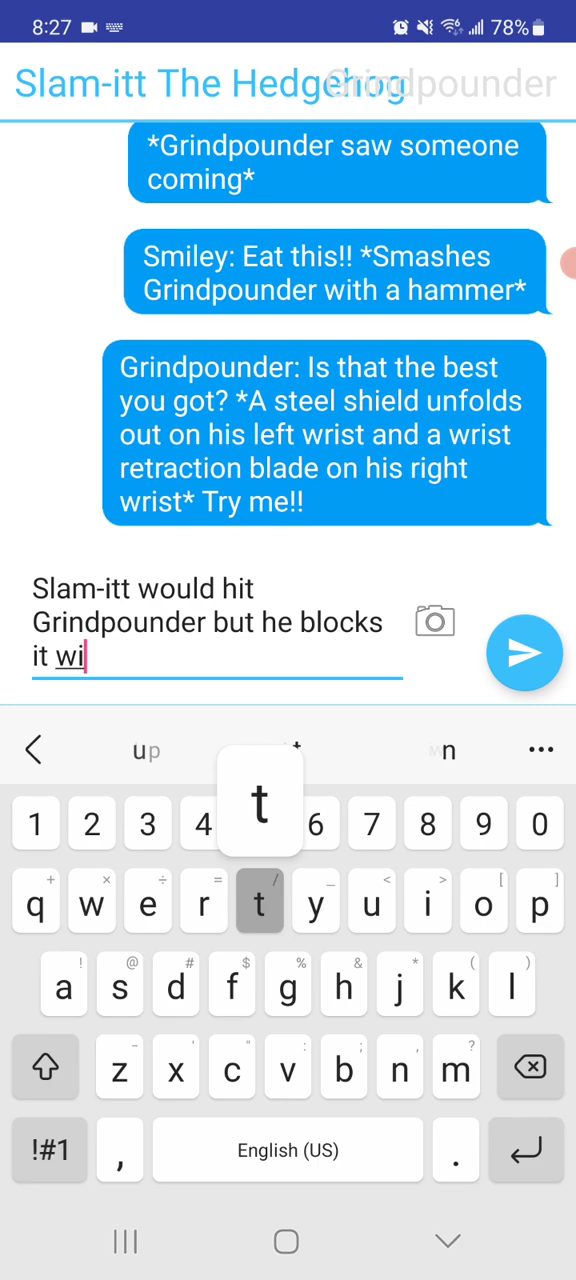 8:27 78%
Slam-itt The Hedgehog Grindpounder
*Grindpounder saw someone
coming*
Smiley: Eat this!! *Smashes
Grindpounder with a hammer*
Grindpounder: Is that the best
you got? *A steel shield unfolds
out on his left wrist and a wrist
retraction blade on his right
wrist* Try me!!
Slam-itt would hit
Grindpounder but he blocks
it wi
up n
t
1 2 3 4 6 7 8 9 0
+ × ÷ = / _ < > [ ]
q w e r t y u i o p
! @ # $ % & * ( )
a s d f g h j k l
- ' " : ; , ?
z x c v b n m
!#1 , English (US) .